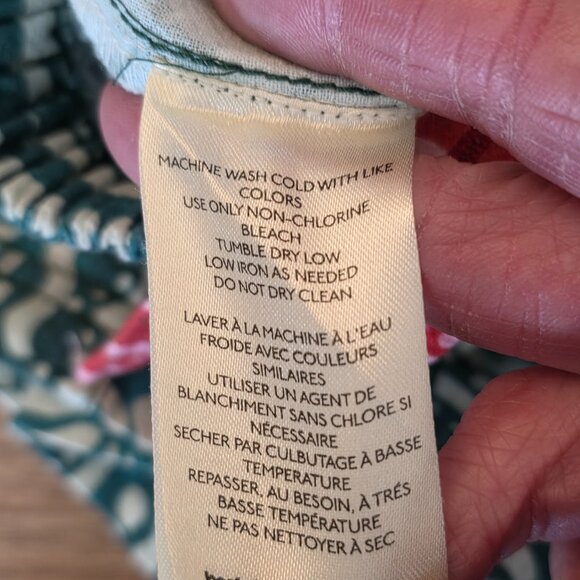 MACHINE WASH COLD WITH LIKE
COLORS
USE ONLY NON-CHLORINE
BLEACH
TUMBLE DRY LOW
LOW IRON AS NEEDED
DO NOT DRY CLEAN
LAVER À LA MACHINE À L'EAU
FROIDE AVEC COULEURS
SIMILAIRES
UTILISER UN AGENT DE
BLANCHIMENT SANS CHLORE SI
NÉCESSAIRE
SECHER PAR CULBUTAGE À BASSE
TEMPERATURE
REPASSER, AU BESOIN, À TRÉS
BASSE TEMPÉRATURE
NE PAS NETTOYER À SEC